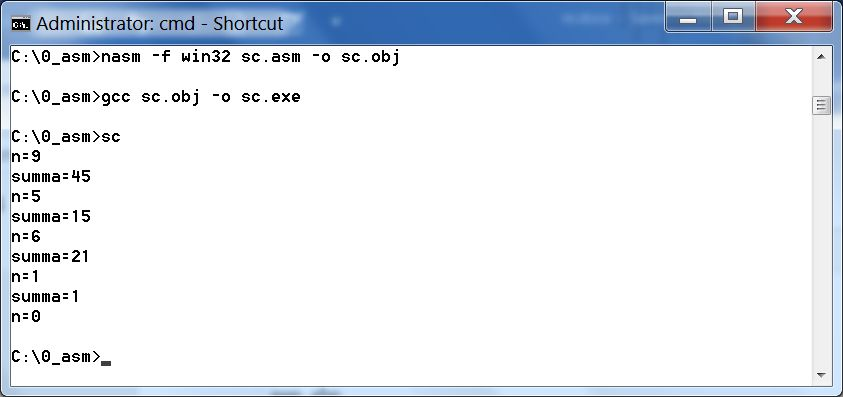 Administrator: cmd - Shortcut
C:\0_asm>nasm -f win32 sc.asm -o sc.obj
C:\0_asm>gcc sc.obj -o sc.exe
C:\0_asm>sc
n=9
summa=45
n=5
summa=15
n=6
summa=21
n=1
summa=1
n=0
C:\0_asm>_